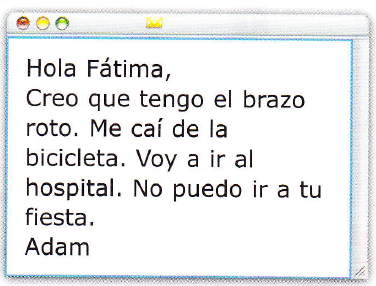 Hola Fátima,
Creo que tengo el brazo
roto. Me caí de la
bicicleta. Voy a ir al
hospital. No puedo ir a tu
fiesta.
Adam